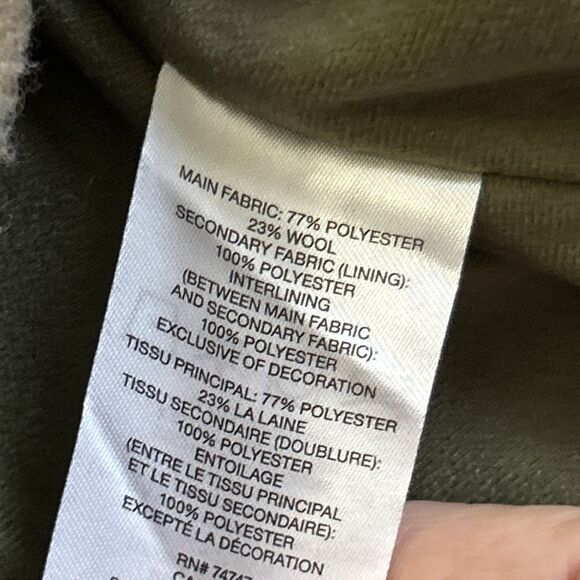 MAIN FABRIC: 77% POLYESTER
23% WOOL
SECONDARY FABRIC (LINING):
100% POLYESTER
INTERLINING
(BETWEEN MAIN FABRIC
AND SECONDARY FABRIC):
100% POLYESTER
EXCLUSIVE OF DECORATION
TISSU PRINCIPAL: 77% POLYESTER
23% LA LAINE
TISSU SECONDAIRE (DOUBLURE):
100% POLYESTER
ENTOILAGE
(ENTRE LE TISSU PRINCIPAL
ET LE TISSU SECONDAIRE):
100% POLYESTER
EXCEPTÉ LA DÉCORATION
RN# 74747